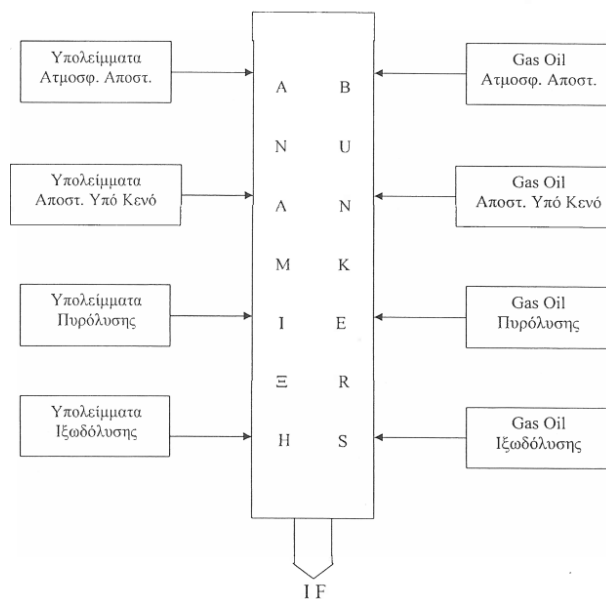 Υπολείμματα
Ατμοσφ. Αποστ.
Gas Oil
Ατμοσφ. Αποστ.
Υπολείμματα
Αποστ. Υπό Κενό
Gas Oil
Αποστ. Υπό Κενό
Υπολείμματα
Πυρόλυσης
Gas Oil
Πυρόλυσης
Υπολείμματα
Ιξωδόλυσης
Gas Oil
Ιξωδόλυσης
Α Β
Ν U
Α Ν
Μ Κ
Ι Ε
Ξ R
Η S
I F